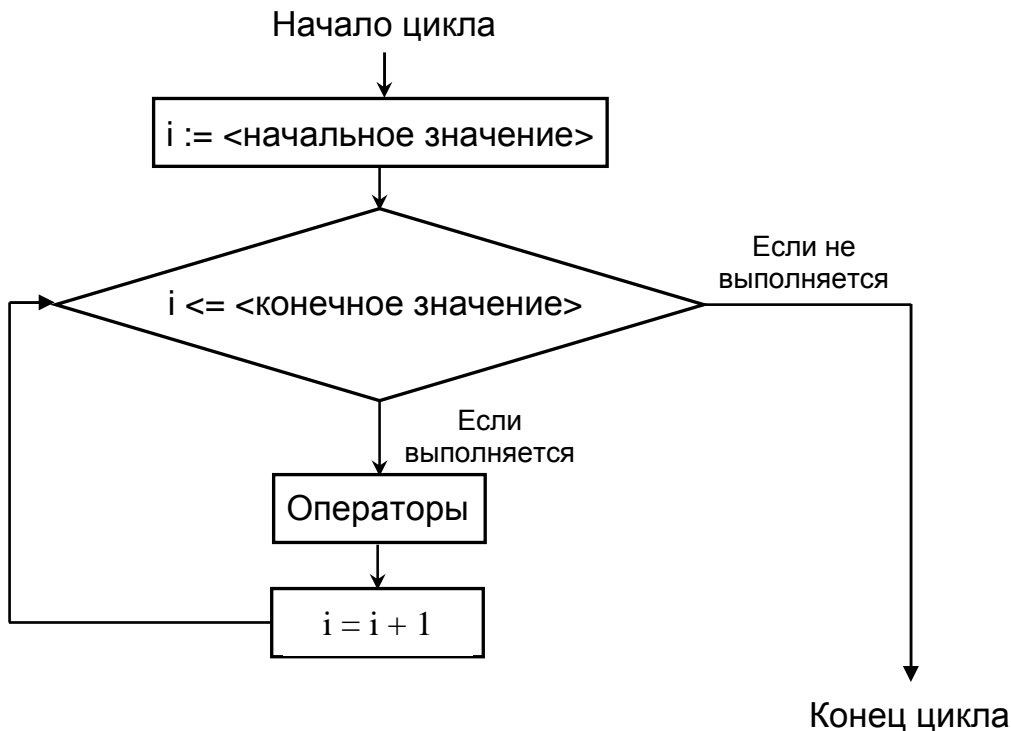 Начало цикла
i := <начальное значение>
Если не
выполняется
i <= <конечное значение>
Если
выполняется
Операторы
i = i + 1
Конец цикла